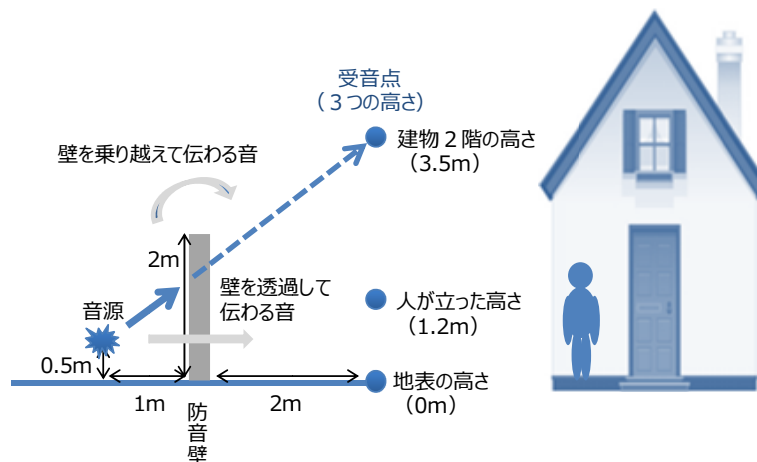 受音点
（３つの高さ）
建物２階の高さ
（3.5m）
壁を乗り越えて伝わる音
2m
壁を透過して
伝わる音
人が立った高さ
（1.2m）
音源
0.5m
地表の高さ
（0m）
1m
2m
防音壁